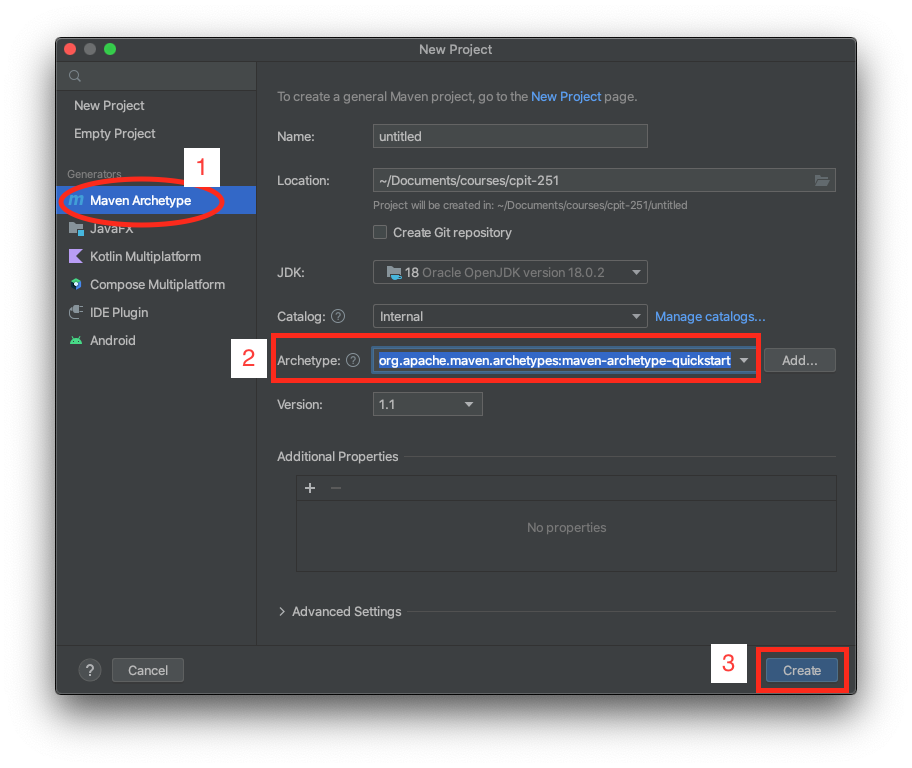 New Project
New Project
Empty Project
Generators
1
Maven Archetype
JavaFX
Kotlin Multiplatform
Compose Multiplatform
IDE Plugin
Android
To create a general Maven project, go to the New Project page.
Name: untitled
Location: ~/Documents/courses/cpit-251
Project will be created in: ~/Documents/courses/cpit-251/untitled
Create Git repository
JDK: 18 Oracle OpenJDK version 18.0.2
Catalog: ? Internal Manage catalogs...
2 Archetype: ? org.apache.maven.archetypes:maven-archetype-quickstart Add...
Version: 1.1
Additional Properties
+ −
No properties
Advanced Settings
? Cancel 3 Create